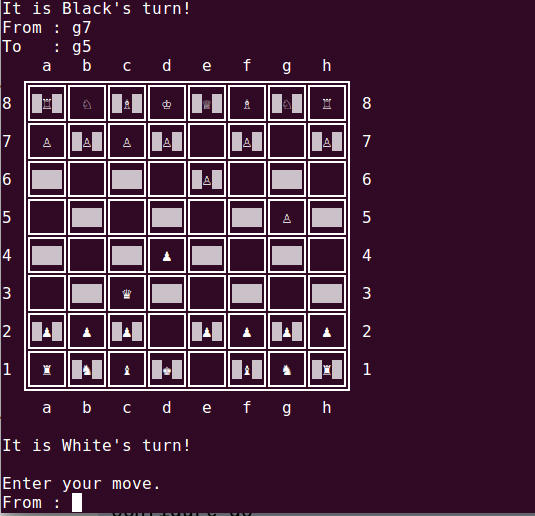 It is Black's turn!
From : g7
To   : g5
a b c d e f g h
8 ♖ ♘ ♗ ♔ ♕ ♗ ♘ ♖ 8
7 ♙ ♙ ♙ ♙ ♙ ♙ 7
6 ♙ 6
5 ♙ 5
4 ♟ 4
3 ♛ 3
2 ♟ ♟ ♟ ♟ ♟ ♟ ♟ 2
1 ♜ ♞ ♝ ♚ ♝ ♞ ♜ 1
a b c d e f g h
It is White's turn!
Enter your move.
From :